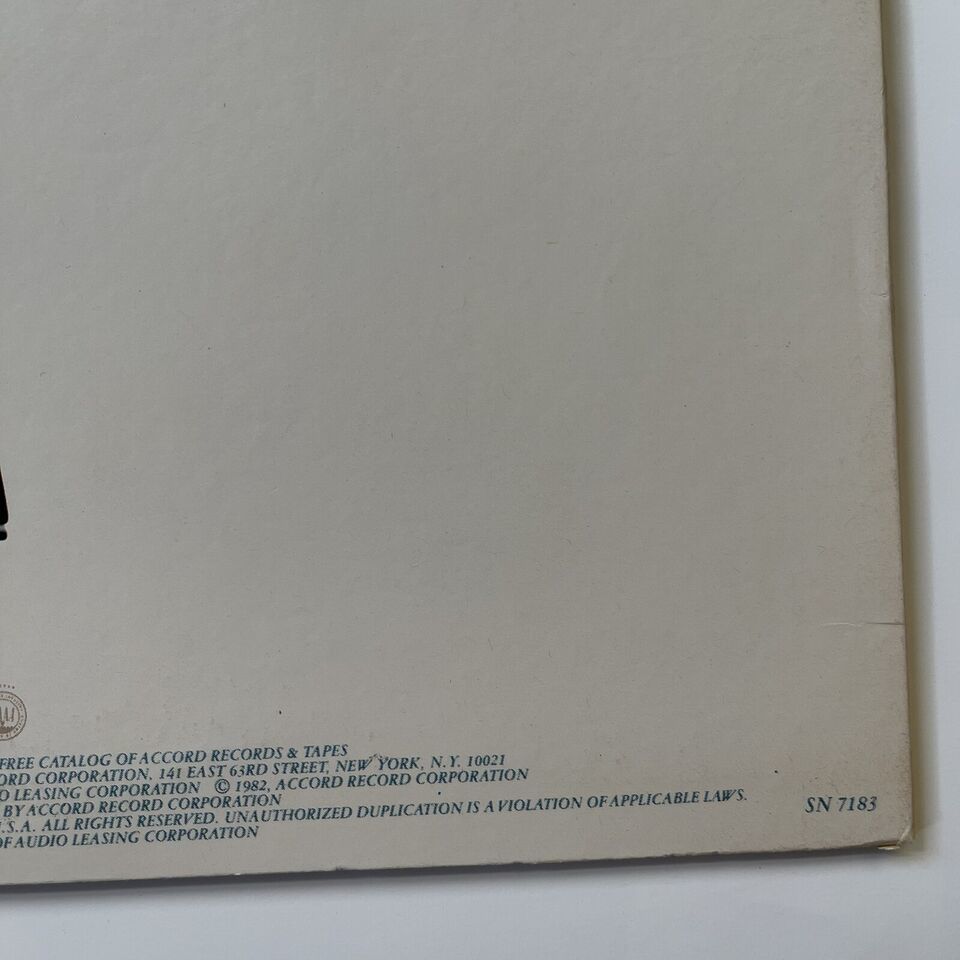 FREE CATALOG OF ACCORD RECORDS & TAPES
ORD CORPORATION, 141 EAST 63RD STREET, NEW YORK, N.Y. 10021
O LEASING CORPORATION © 1982, ACCORD RECORD CORPORATION
BY ACCORD RECORD CORPORATION
.S.A. ALL RIGHTS RESERVED. UNAUTHORIZED DUPLICATION IS A VIOLATION OF APPLICABLE LAWS.
OF AUDIO LEASING CORPORATION
SN 7183